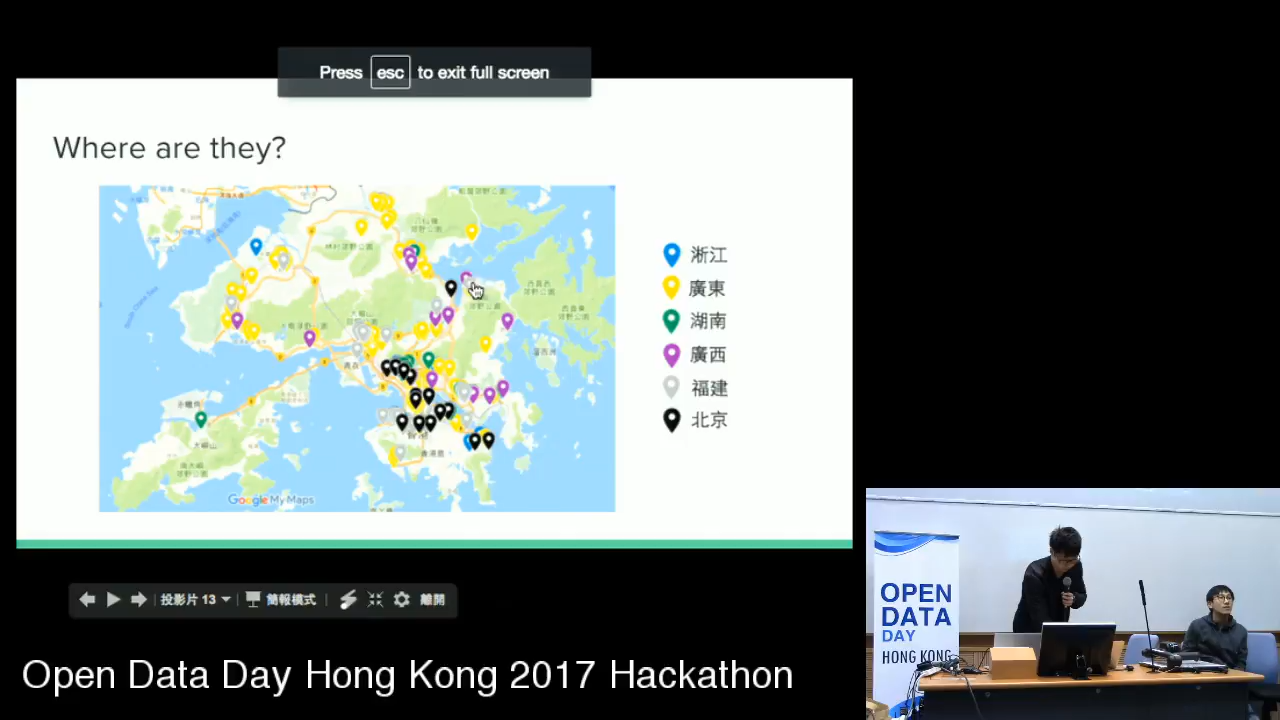 Press esc to exit full screen
Where are they?
Google My Maps
淅江
廣東
湖南
廣西
福建
北京
投影片 13
簡報模式
離開
OPEN
DATA
DAY
HONG KONG
Open Data Day Hong Kong 2017 Hackathon